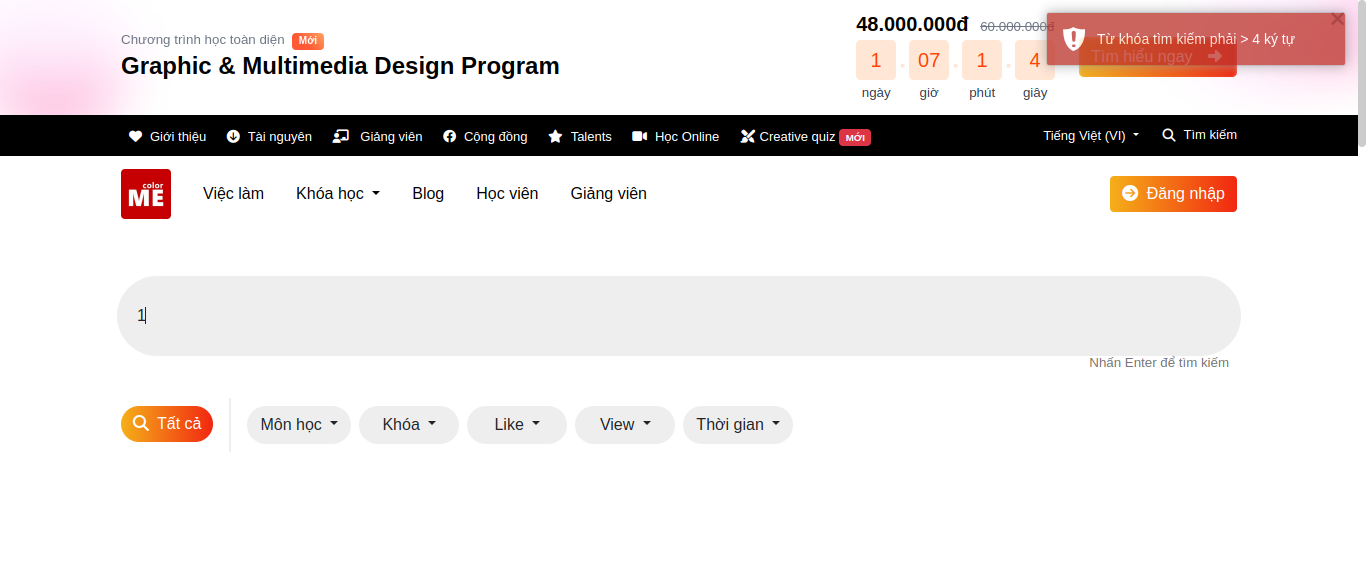 Chương trình học toàn diện Mới
Graphic & Multimedia Design Program
48.000.000đ 60.000.000đ
1 . 07 . 1 . 4
ngày giờ phút giây
Từ khóa tìm kiếm phải > 4 ký tự
Tìm hiểu ngay
Giới thiệu Tài nguyên Giảng viên Cộng đồng Talents Học Online Creative quiz MỚI Tiếng Việt (VI) Tìm kiếm
color
ME
Việc làm Khóa học Blog Học viên Giảng viên Đăng nhập
1
Nhấn Enter để tìm kiếm
Tất cả Môn học Khóa Like View Thời gian